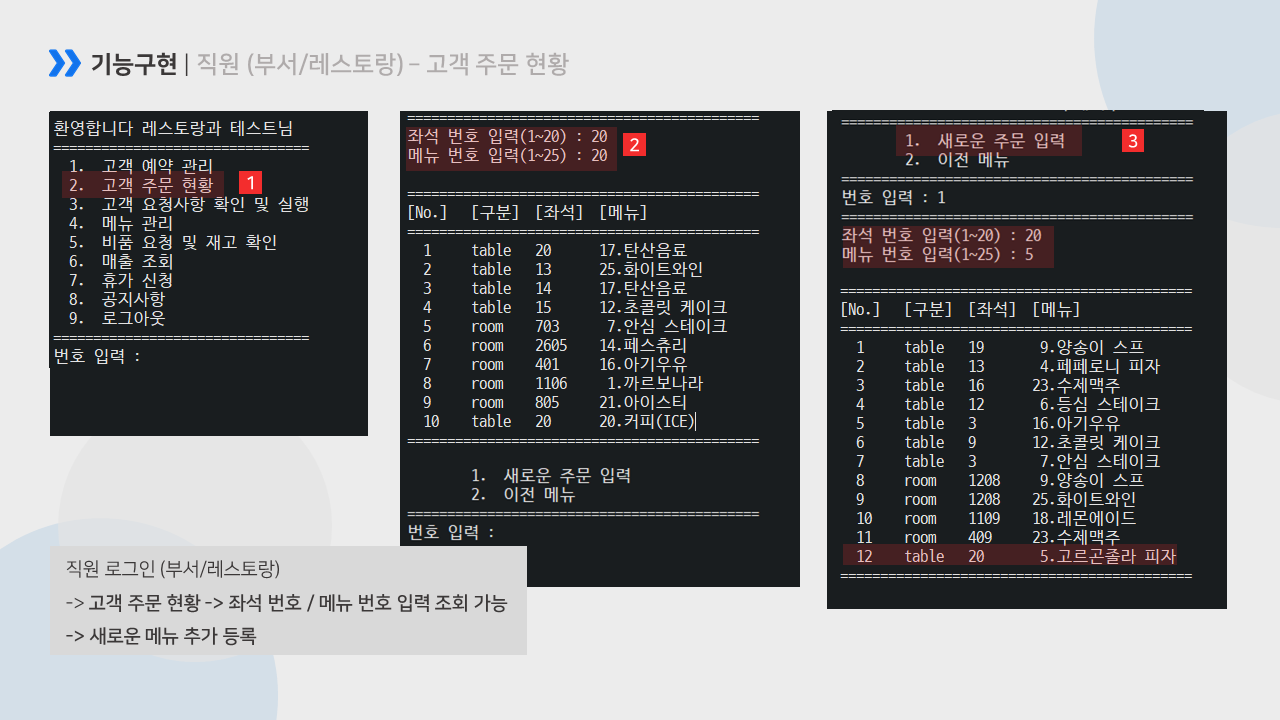 기능구현 | 직원 (부서/레스토랑) – 고객 주문 현황
환영합니다 레스토랑과 테스트님
================================
1. 고객 예약 관리
2. 고객 주문 현황
1
3. 고객 요청사항 확인 및 실행
4. 메뉴 관리
5. 비품 요청 및 재고 확인
6. 매출 조회
7. 휴가 신청
8. 공지사항
9. 로그아웃
================================
번호 입력 :
============================================
좌석 번호 입력(1~20) : 20
메뉴 번호 입력(1~25) : 20
2
============================================
[No.] [구분] [좌석] [메뉴]
============================================
1 table 20 17.탄산음료
2 table 13 25.화이트와인
3 table 14 17.탄산음료
4 table 15 12.초콜릿 케이크
5 room 703 7.안심 스테이크
6 room 2605 14.페스츄리
7 room 401 16.아기우유
8 room 1106 1.까르보나라
9 room 805 21.아이스티
10 table 20 20.커피(ICE)
============================================
1. 새로운 주문 입력
2. 이전 메뉴
============================================
번호 입력 :
============================================
1. 새로운 주문 입력
3
2. 이전 메뉴
============================================
번호 입력 : 1
============================================
좌석 번호 입력(1~20) : 20
메뉴 번호 입력(1~25) : 5
============================================
[No.] [구분] [좌석] [메뉴]
============================================
1 table 19 9.양송이 스프
2 table 13 4.페페로니 피자
3 table 16 23.수제맥주
4 table 12 6.등심 스테이크
5 table 3 16.아기우유
6 table 9 12.초콜릿 케이크
7 table 3 7.안심 스테이크
8 room 1208 9.양송이 스프
9 room 1208 25.화이트와인
10 room 1109 18.레몬에이드
11 room 409 23.수제맥주
12 table 20 5.고르곤졸라 피자
============================================
직원 로그인 (부서/레스토랑)
-> 고객 주문 현황 -> 좌석 번호 / 메뉴 번호 입력 조회 가능
-> 새로운 메뉴 추가 등록